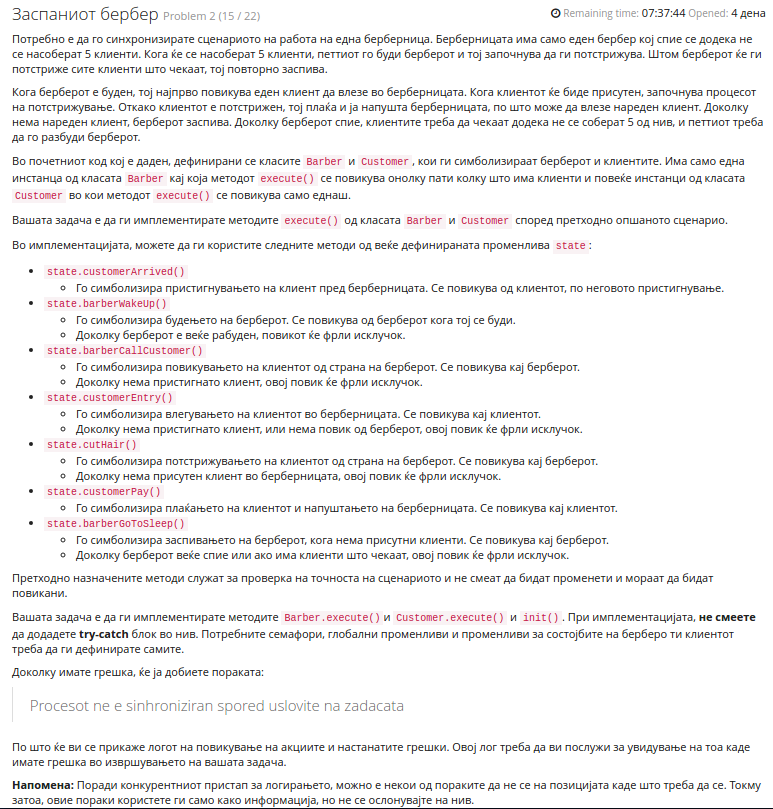 Заспаниот бербер Problem 2 (15 / 22)
Remaining time: 07:37:44 Opened: 4 дена
Потребно е да го синхронизирате сценариото на работа на една берберница. Берберницата има само еден бербер кој спие се додека не
се насоберат 5 клиенти. Кога ќе се насоберат 5 клиенти, петтиот го буди берберот и тој започнува да ги потстрижува. Штом берберот ќе ги
потстриже сите клиенти што чекаат, тој повторно заспива.
Кога берберот е буден, тој најпрво повикува еден клиент да влезе во берберницата. Кога клиентот ќе биде присутен, започнува процесот
на потстрижување. Откако клиентот е потстрижен, тој плаќа и ја напушта берберницата, по што може да влезе нареден клиент. Доколку
нема нареден клиент, берберот заспива. Доколку берберот спие, клиентите треба да чекаат додека не се соберат 5 од нив, и петтиот треба
да го разбуди берберот.
Во почетниот код кој е даден, дефинирани се класите Barber и Customer, кои ги симболизираат берберот и клиентите. Има само една
инстанца од класата Barber кај која методот execute() се повикува онолку пати колку што има клиенти и повеќе инстанци од класата
Customer во кои методот execute() се повикува само еднаш.
Вашата задача е да ги имплементирате методите execute() од класата Barber и Customer според претходно опшаното сценарио.
Во имплементацијата, можете да ги користите следните методи од веќе дефинираната променлива state:
• state.customerArrived()
◦ Го симболизира пристигнувањето на клиент пред берберницата. Се повикува од клиентот, по неговото пристигнување.
• state.barberWakeUp()
◦ Го симболизира будењето на берберот. Се повикува од берберот кога тој се буди.
◦ Доколку берберот е веќе рабуден, повикот ќе фрли исклучок.
• state.barberCallCustomer()
◦ Го симболизира повикувањето на клиентот од страна на берберот. Се повикува кај берберот.
◦ Доколку нема пристигнато клиент, овој повик ќе фрли исклучок.
• state.customerEntry()
◦ Го симболизира влегувањето на клиентот во берберницата. Се повикува кај клиентот.
◦ Доколку нема пристигнато клиент, или нема повик од берберот, овој повик ќе фрли исклучок.
• state.cutHair()
◦ Го симболизира потстрижувањето на клиентот од страна на берберот. Се повикува кај берберот.
◦ Доколку нема присутен клиент во берберницата, овој повик ќе фрли исклучок.
• state.customerPay()
◦ Го симболизира плаќањето на клиентот и напуштањето на берберницата. Се повикува кај клиентот.
• state.barberGoToSleep()
◦ Го симболизира заспивањето на берберот, кога нема присутни клиенти. Се повикува кај берберот.
◦ Доколку берберот веќе спие или ако има клиенти што чекаат, овој повик ќе фрли исклучок.
Претходно назначените методи служат за проверка на точноста на сценариото и не смеат да бидат променети и мораат да бидат
повикани.
Вашата задача е да ги имплементирате методите Barber.execute() и Customer.execute() и init(). При имплементацијата, не смеете
да додадете try-catch блок во нив. Потребните семафори, глобални променливи и променливи за состојбите на берберо ти клиентот
треба да ги дефинирате самите.
Доколку имате грешка, ќе ја добиете пораката:
Procesot ne e sinhroniziran spored uslovite na zadacata
По што ќе ви се прикаже логот на повикување на акциите и настанатите грешки. Овој лог треба да ви послужи за увидување на тоа каде
имате грешка во извршувањето на вашата задача.
Напомена: Поради конкурентниот пристап за логирањето, можно е некои од пораките да не се на позицијата каде што треба да се. Токму
затоа, овие пораки користете ги само како информација, но не се ослонувајте на нив.